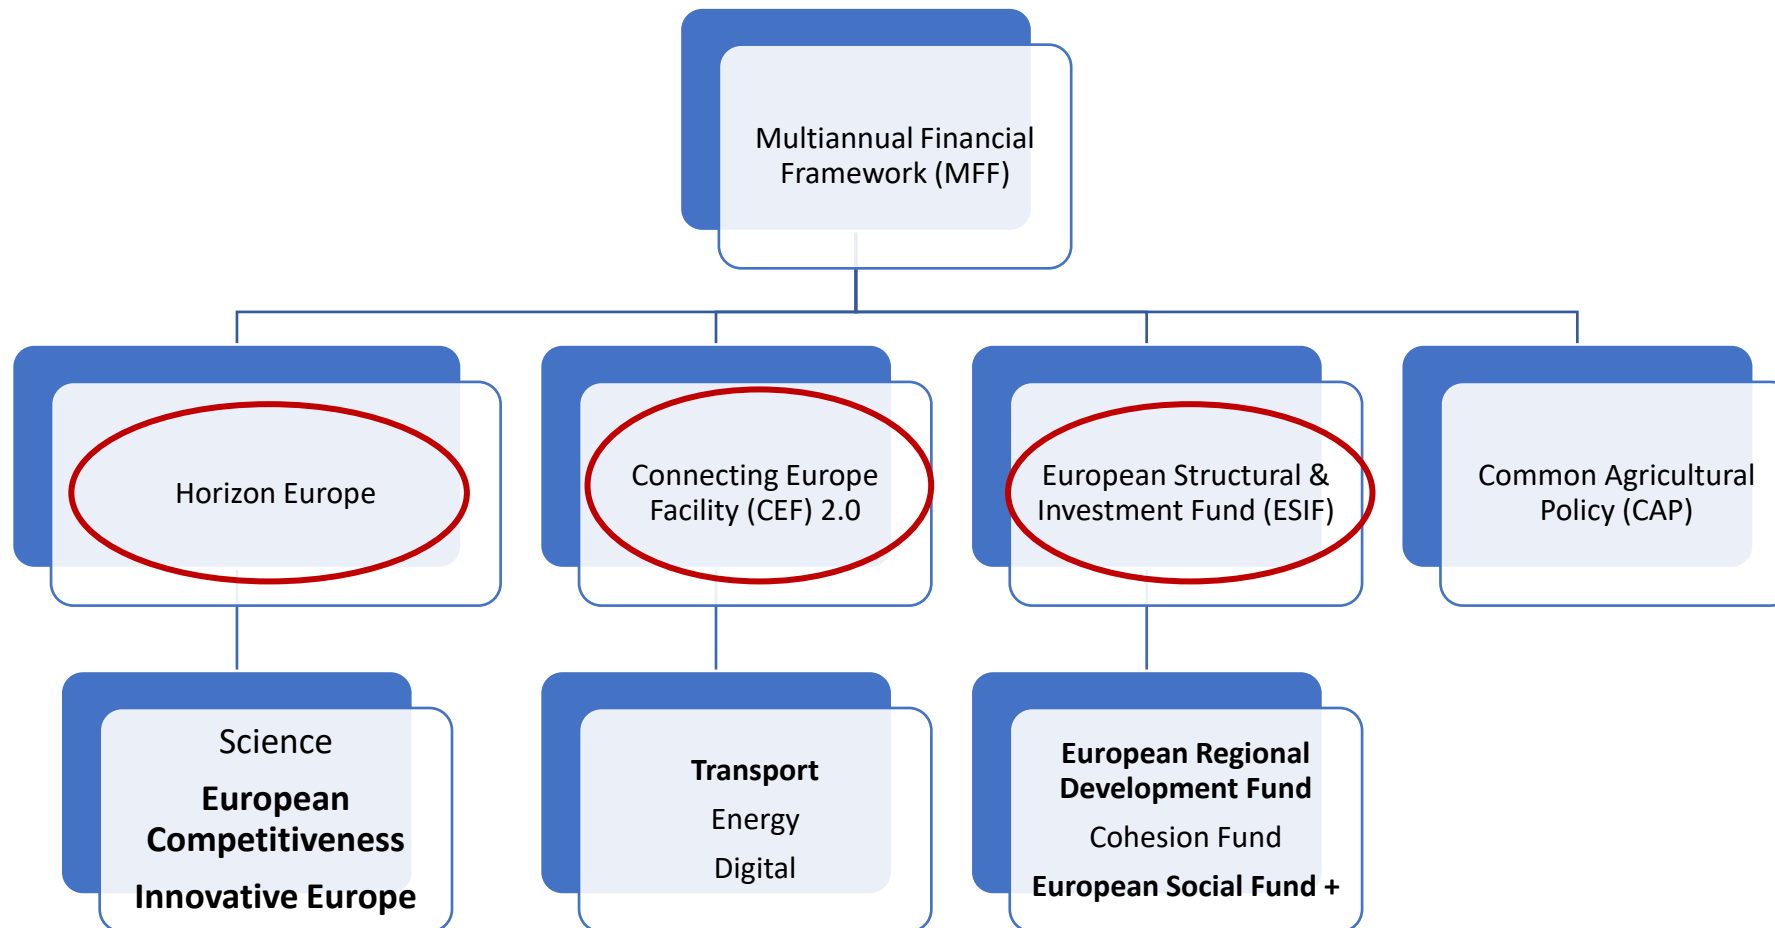 Multiannual Financial
Framework (MFF)
Horizon Europe
Connecting Europe
Facility (CEF) 2.0
European Structural &
Investment Fund (ESIF)
Common Agricultural
Policy (CAP)
Science
European
Competitiveness
Innovative Europe
Transport
Energy
Digital
European Regional
Development Fund
Cohesion Fund
European Social Fund +